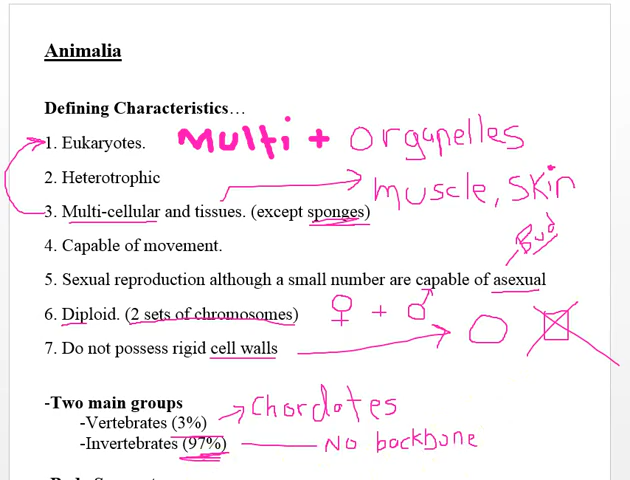 Animalia
Defining Characteristics…
1. Eukaryotes. Multi + Organelles
2. Heterotrophic
muscle, skin
3. Multi-cellular and tissues. (except sponges)
Bud
4. Capable of movement.
5. Sexual reproduction although a small number are capable of asexual
6. Diploid. (2 sets of chromosomes) ♀ + ♂
7. Do not possess rigid cell walls
-Two main groups
Chordates
-Vertebrates (3%)
-Invertebrates (97%) No backbone